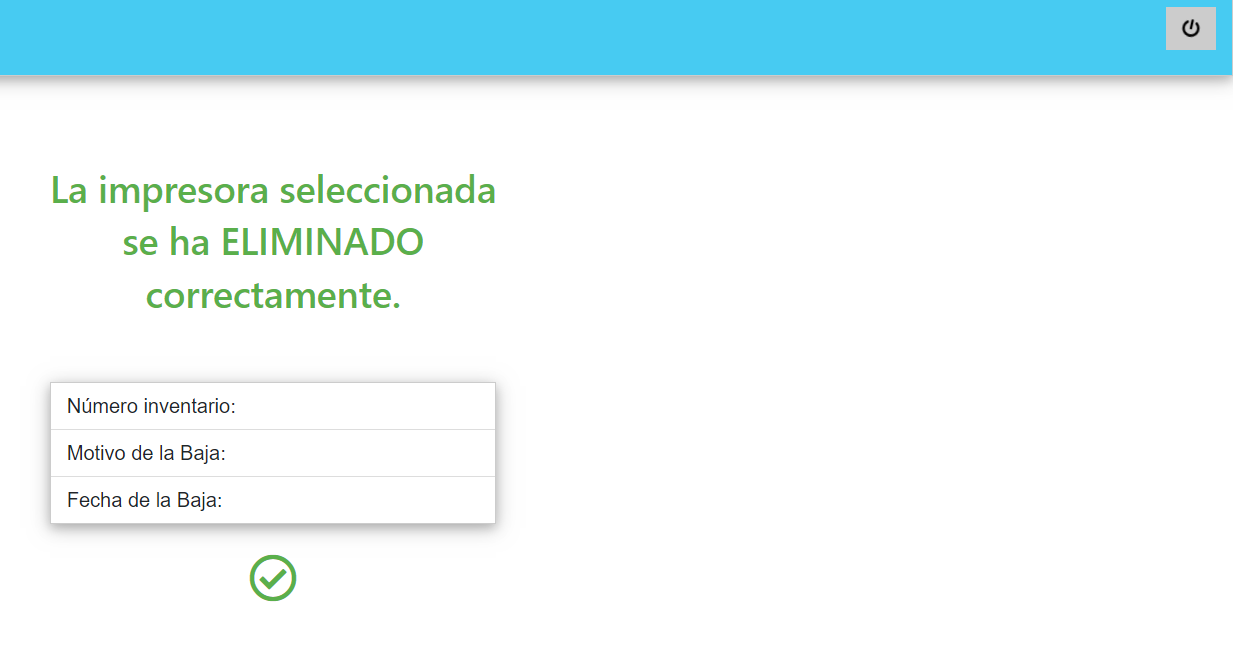 La impresora seleccionada
se ha ELIMINADO
correctamente.
Número inventario:
Motivo de la Baja:
Fecha de la Baja: